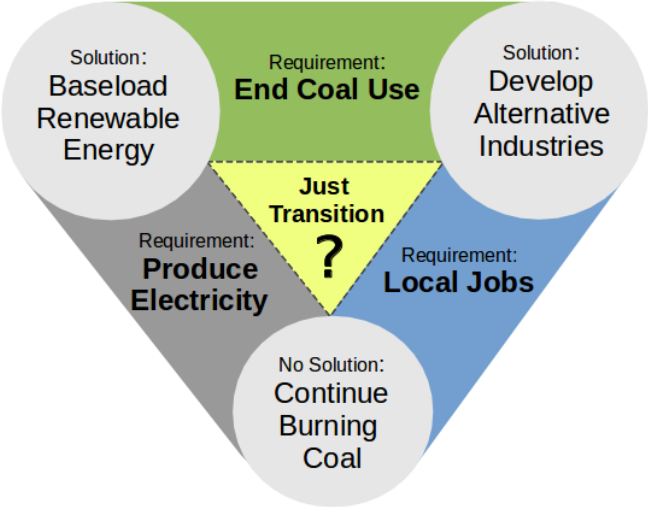 Solution:
Baseload
Renewable
Energy
Requirement:
End Coal Use
Solution:
Develop
Alternative
Industries
Just
Transition
?
Requirement:
Produce
Electricity
Requirement:
Local Jobs
No Solution:
Continue
Burning
Coal